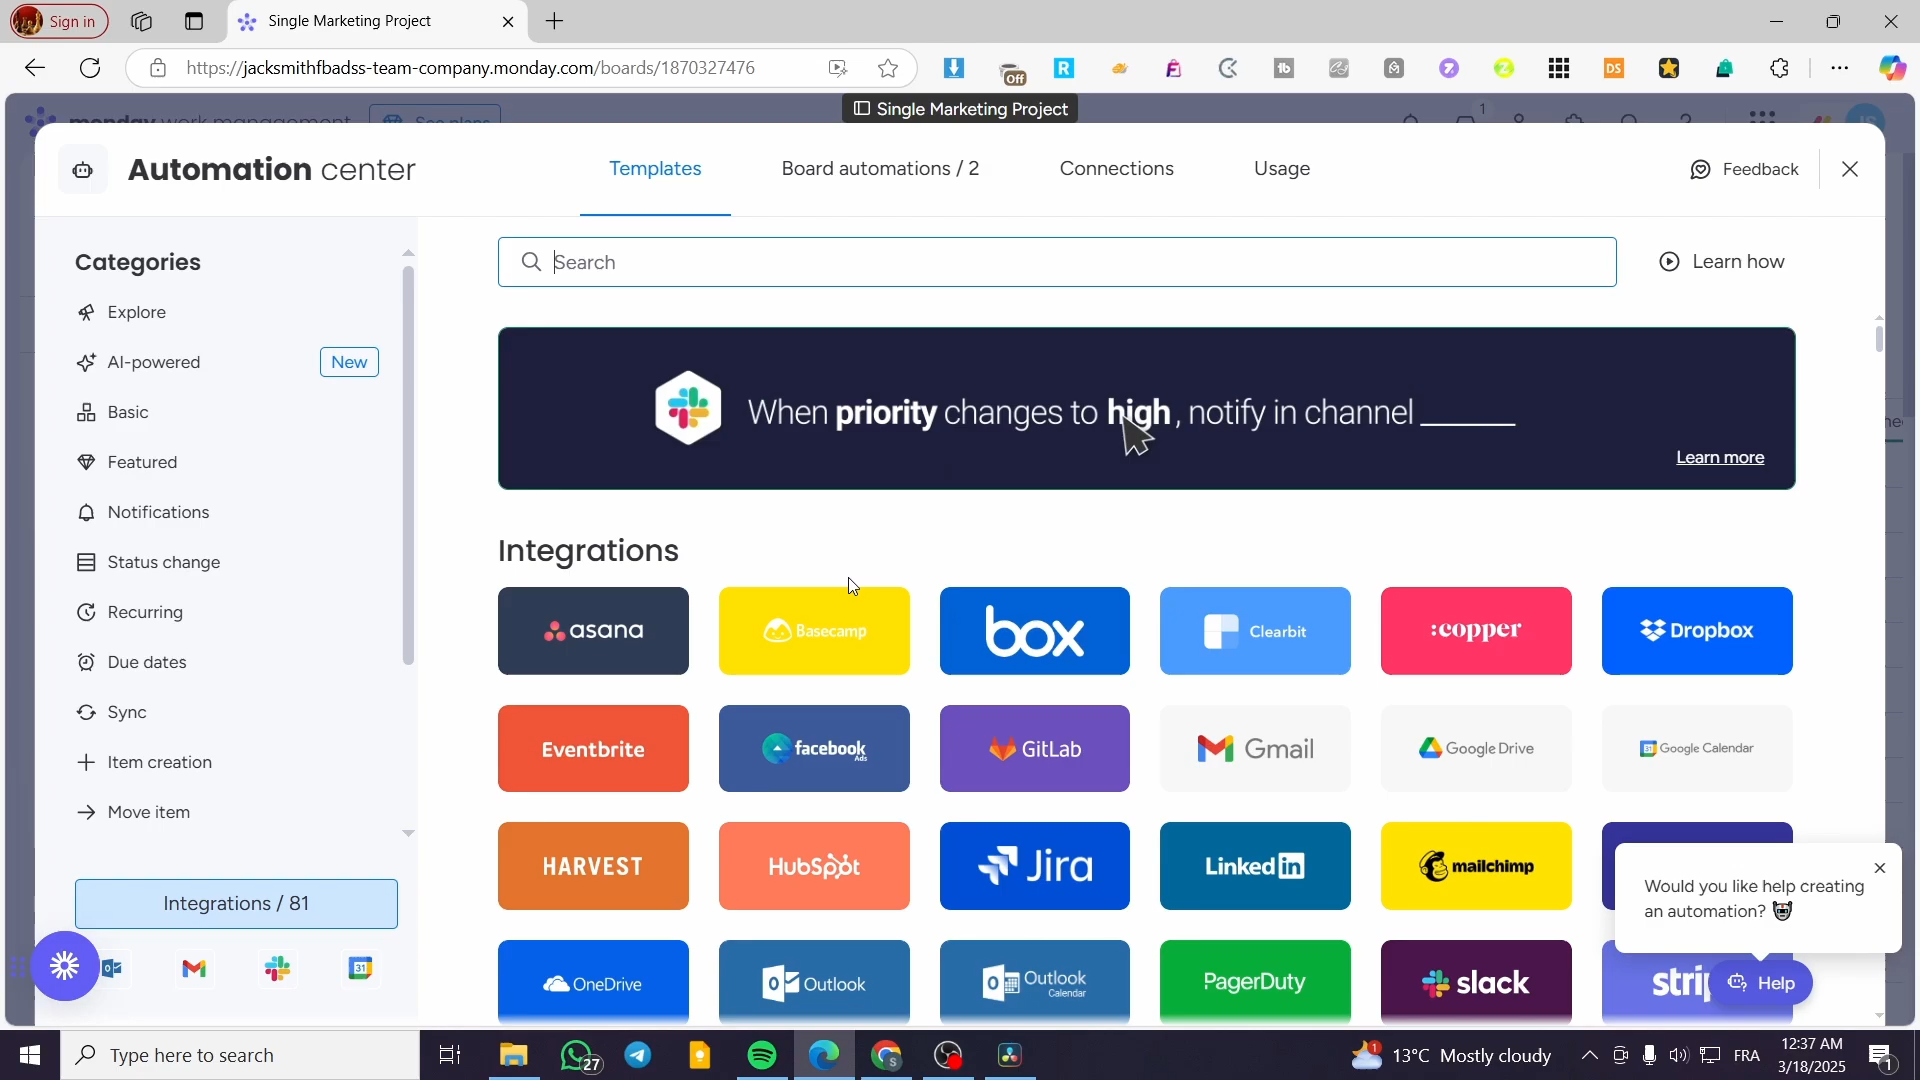 Sign in
Single Marketing Project
https://jacksmithfbadss-team-company.monday.com/boards/1870327476
Off
Single Marketing Project
monday work management
See plans
1
Automation center
Templates
Board automations / 2
Connections
Usage
Feedback
Categories
Explore
AI-powered
New
Basic
Featured
Notifications
Status change
Recurring
Due dates
Sync
Item creation
Move item
Integrations / 81
Search
Learn how
When priority changes to high, notify in channel
Learn more
Integrations
asana
Basecamp
box
Clearbit
:copper
Dropbox
Eventbrite
facebook Ads
GitLab
Gmail
Google Drive
Google Calendar
HARVEST
HubSpot
Jira
Linked in
mailchimp
OneDrive
Outlook
Outlook Calendar
PagerDuty
slack
Would you like help creating
an automation?
Help
Type here to search
27
13°C Mostly cloudy
FRA
12:37 AM
3/18/2025
1